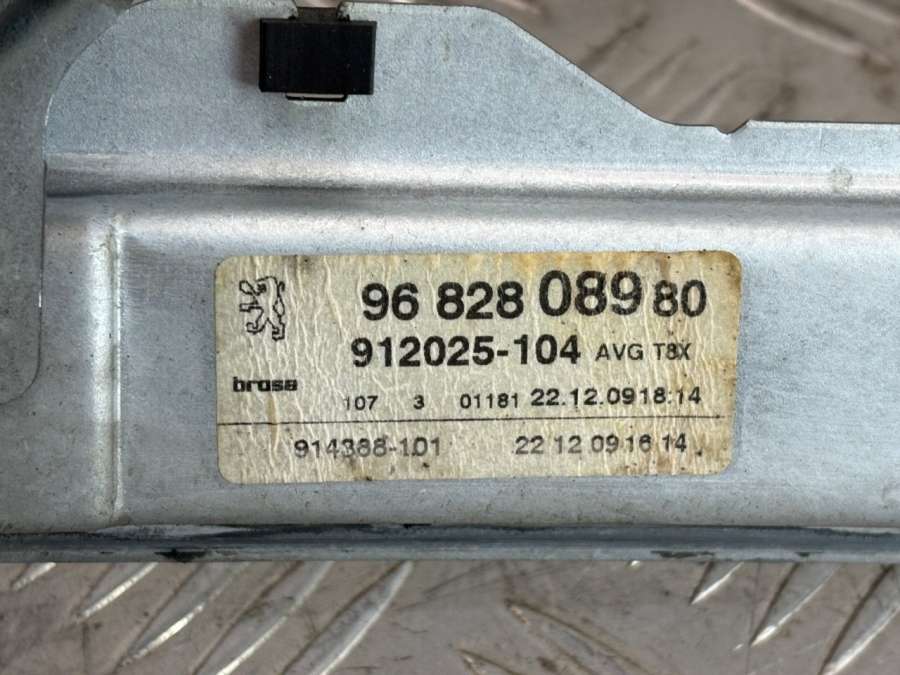 96 828 089 80
912025-104 AVG T8X
brose
107 3 01181 22.12.09 18:14
914388-101 22 12 09 16 14